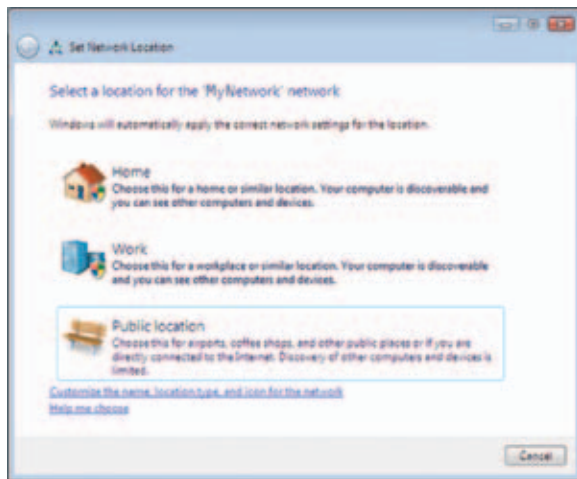 Set Network Location
Select a location for the 'MyNetwork' network
Windows will automatically apply the correct network settings for the location.
Home
Choose this for a home or similar location. Your computer is discoverable and
you can see other computers and devices.
Work
Choose this for a workplace or similar location. Your computer is discoverable
and you can see other computers and devices.
Public location
Choose this for airports, coffee shops, and other public places or if you are
directly connected to the Internet. Discovery of other computers and devices is
limited.
Customize the name, location type, and icon for the network
Help me choose
Cancel